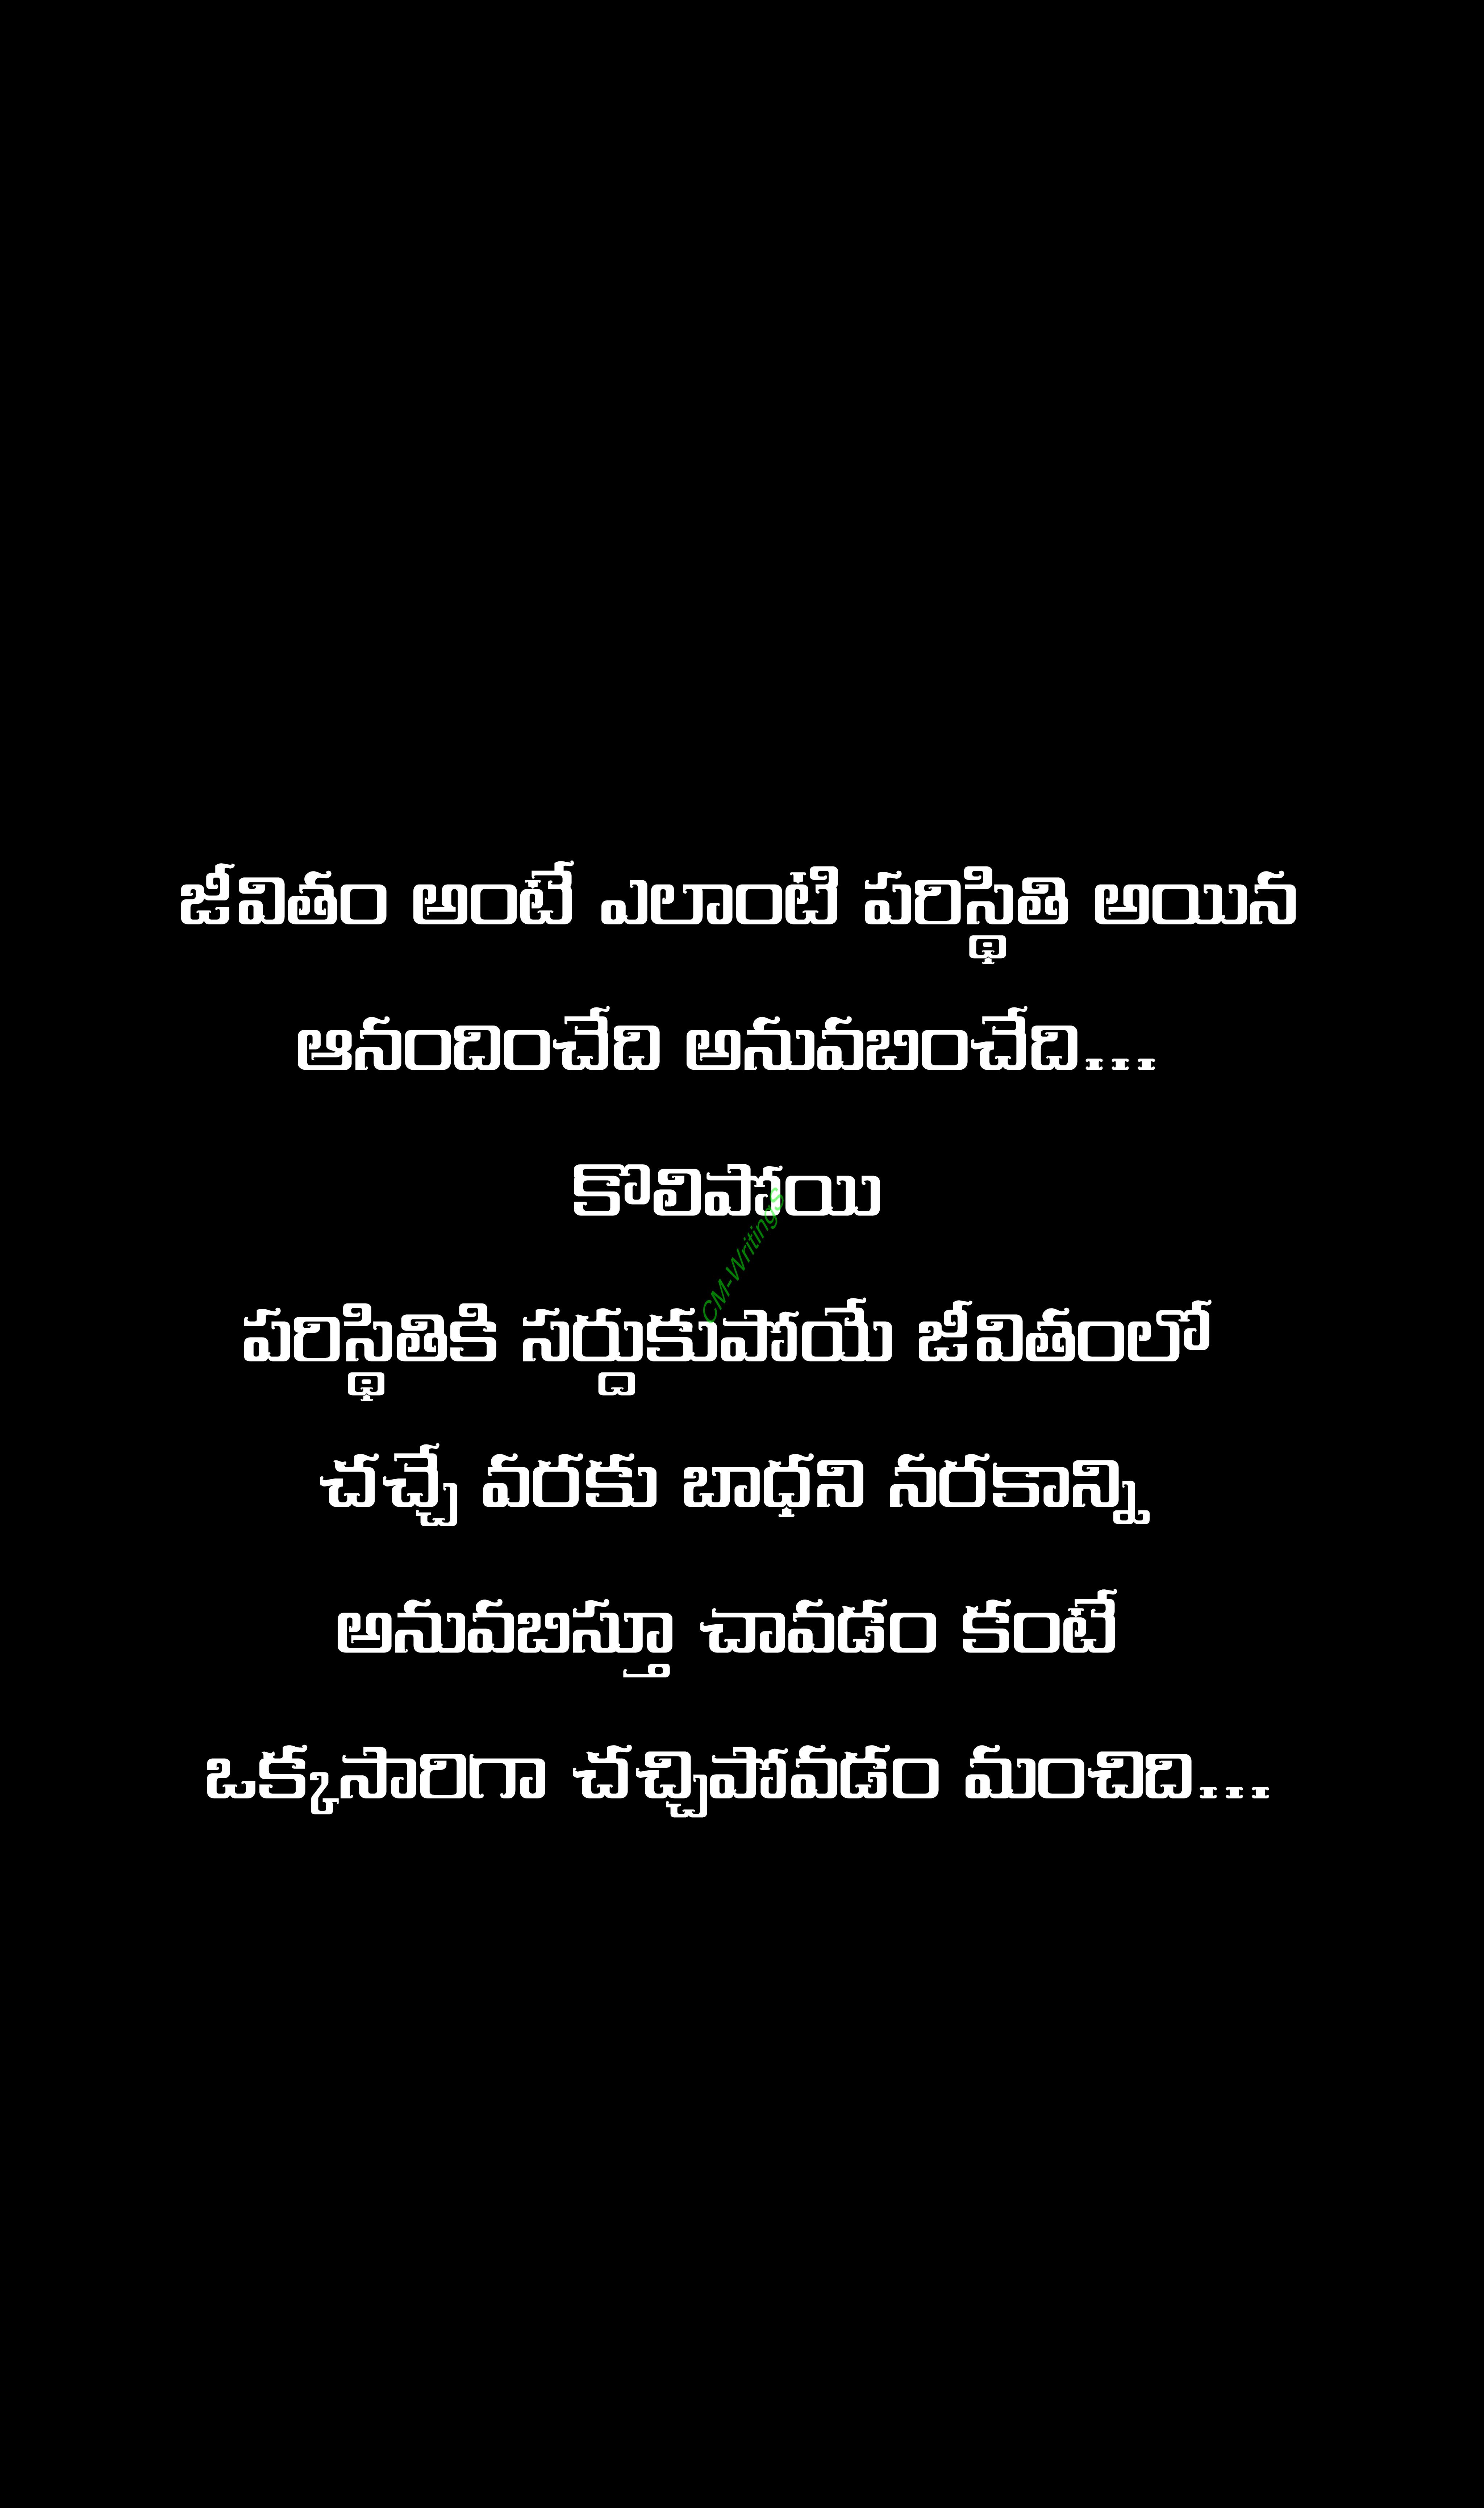 జీవితం అంటే ఎలాంటి పరిస్థితి అయిన
ఆనందించేది అనువబించేది...
కొలిపోయి
CM-Writings
పరిస్థితికి సర్దుకుపోయే జీవితంలో
చచ్చే వరకు బాధని నరకాన్ని
అనువబిస్తూ చావడం కంటే
ఒక్కసారిగా చచ్చిపోవడం మంచిది...